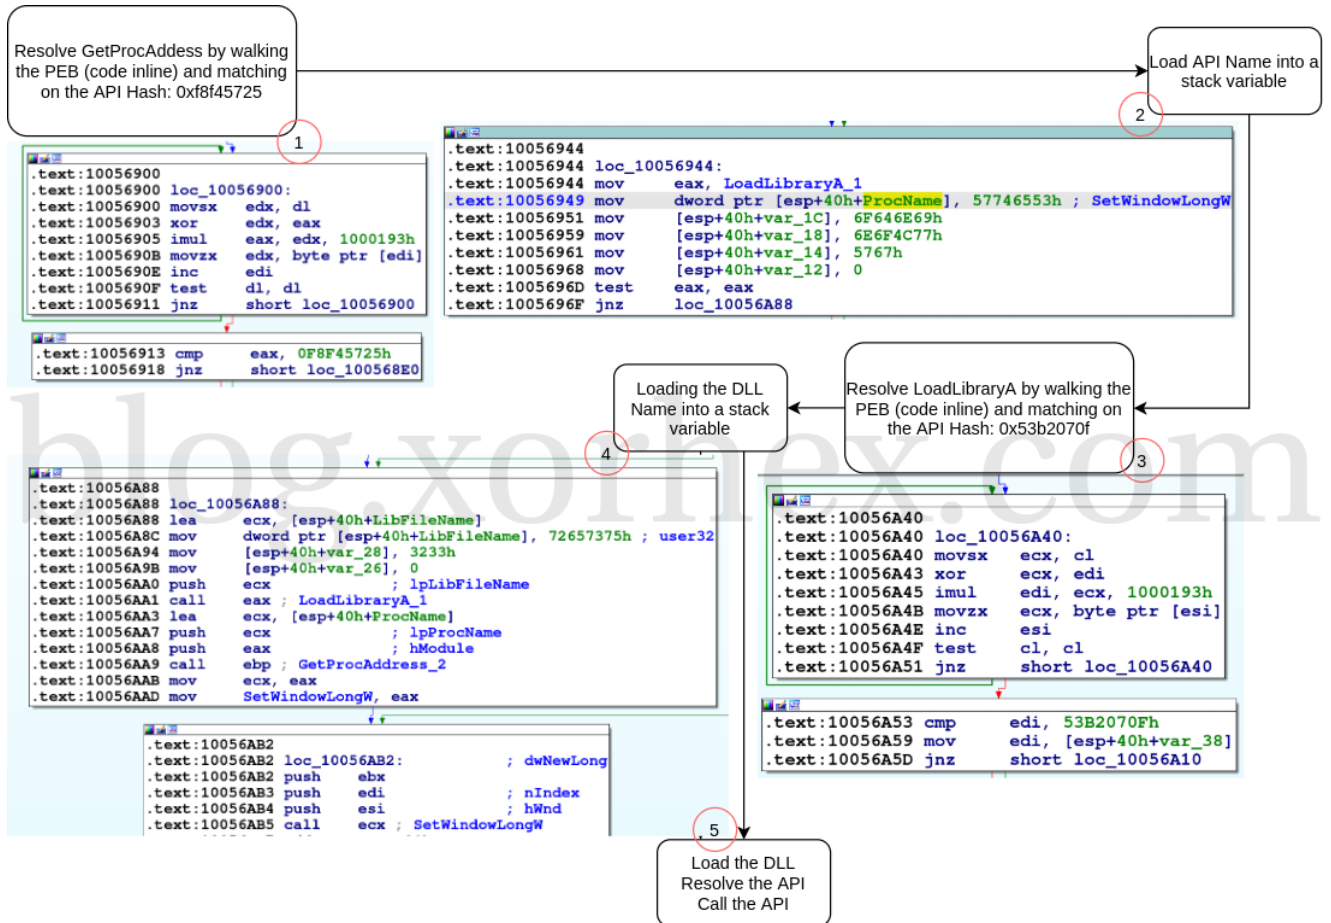 Resolve GetProcAddess by walking
the PEB (code inline) and matching
on the API Hash: 0xf8f45725
1
Load API Name into a
stack variable
2
.text:10056900
.text:10056900 loc_10056900:
.text:10056900 movsx edx, dl
.text:10056903 xor edx, eax
.text:10056905 imul eax, edx, 1000193h
.text:1005690B movzx edx, byte ptr [edi]
.text:1005690E inc edi
.text:1005690F test dl, dl
.text:10056911 jnz short loc_10056900
.text:10056913 cmp eax, 0F8F45725h
.text:10056918 jnz short loc_100568E0
.text:10056944
.text:10056944 loc_10056944:
.text:10056944 mov eax, LoadLibraryA_1
.text:10056949 mov dword ptr [esp+40h+ProcName], 57746553h ; SetWindowLongW
.text:10056951 mov [esp+40h+var_1C], 6F646E69h
.text:10056959 mov [esp+40h+var_18], 6E6F4C77h
.text:10056961 mov [esp+40h+var_14], 5767h
.text:10056968 mov [esp+40h+var_12], 0
.text:1005696D test eax, eax
.text:1005696F jnz loc_10056A88
Resolve LoadLibraryA by walking the
PEB (code inline) and matching on
the API Hash: 0x53b2070f
3
Loading the DLL
Name into a stack
variable
4
blog.xorhex.com
.text:10056A40
.text:10056A40 loc_10056A40:
.text:10056A40 movsx ecx, cl
.text:10056A43 xor ecx, edi
.text:10056A45 imul edi, ecx, 1000193h
.text:10056A4B movzx ecx, byte ptr [esi]
.text:10056A4E inc esi
.text:10056A4F test cl, cl
.text:10056A51 jnz short loc_10056A40
.text:10056A53 cmp edi, 53B2070Fh
.text:10056A59 mov edi, [esp+40h+var_38]
.text:10056A5D jnz short loc_10056A10
.text:10056A88
.text:10056A88 loc_10056A88:
.text:10056A88 lea ecx, [esp+40h+LibFileName]
.text:10056A8C mov dword ptr [esp+40h+LibFileName], 72657375h ; user32
.text:10056A94 mov [esp+40h+var_28], 3233h
.text:10056A9B mov [esp+40h+var_26], 0
.text:10056AA0 push ecx ; lpLibFileName
.text:10056AA1 call eax ; LoadLibraryA_1
.text:10056AA3 lea ecx, [esp+40h+ProcName]
.text:10056AA7 push ecx ; lpProcName
.text:10056AA8 push eax ; hModule
.text:10056AA9 call ebp ; GetProcAddress_2
.text:10056AAB mov ecx, eax
.text:10056AAD mov SetWindowLongW, eax
.text:10056AB2
.text:10056AB2 loc_10056AB2: ; dwNewLong
.text:10056AB2 push ebx
.text:10056AB3 push edi ; nIndex
.text:10056AB4 push esi ; hWnd
.text:10056AB5 call ecx ; SetWindowLongW
5
Load the DLL
Resolve the API
Call the API